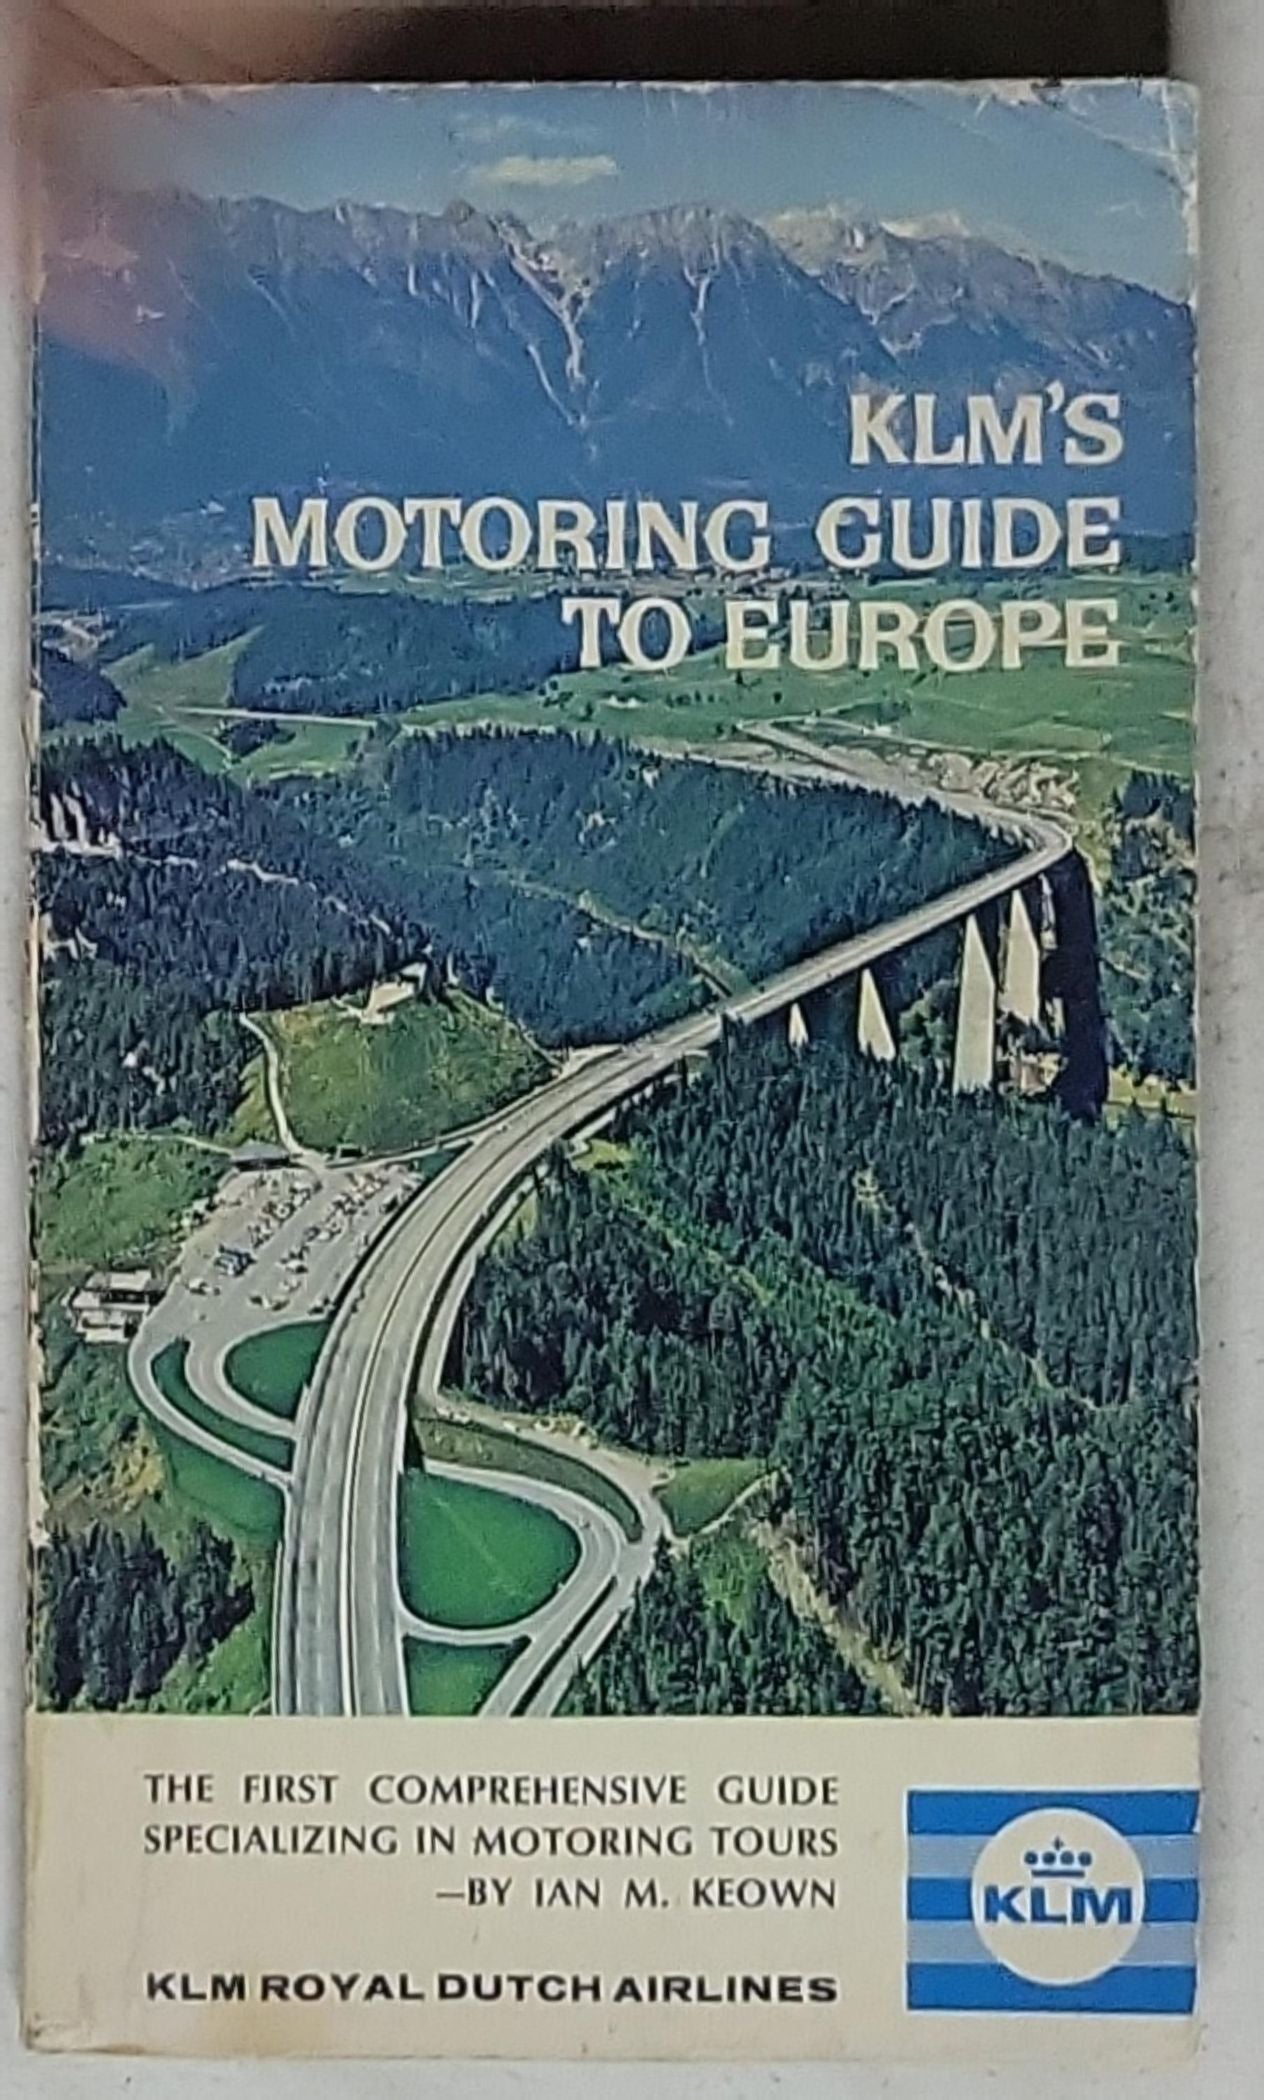 KLM'S
MOTORING GUIDE
TO EUROPE
THE FIRST COMPREHENSIVE GUIDE
SPECIALIZING IN MOTORING TOURS
—BY IAN M. KEOWN
KLM ROYAL DUTCH AIRLINES
KLM